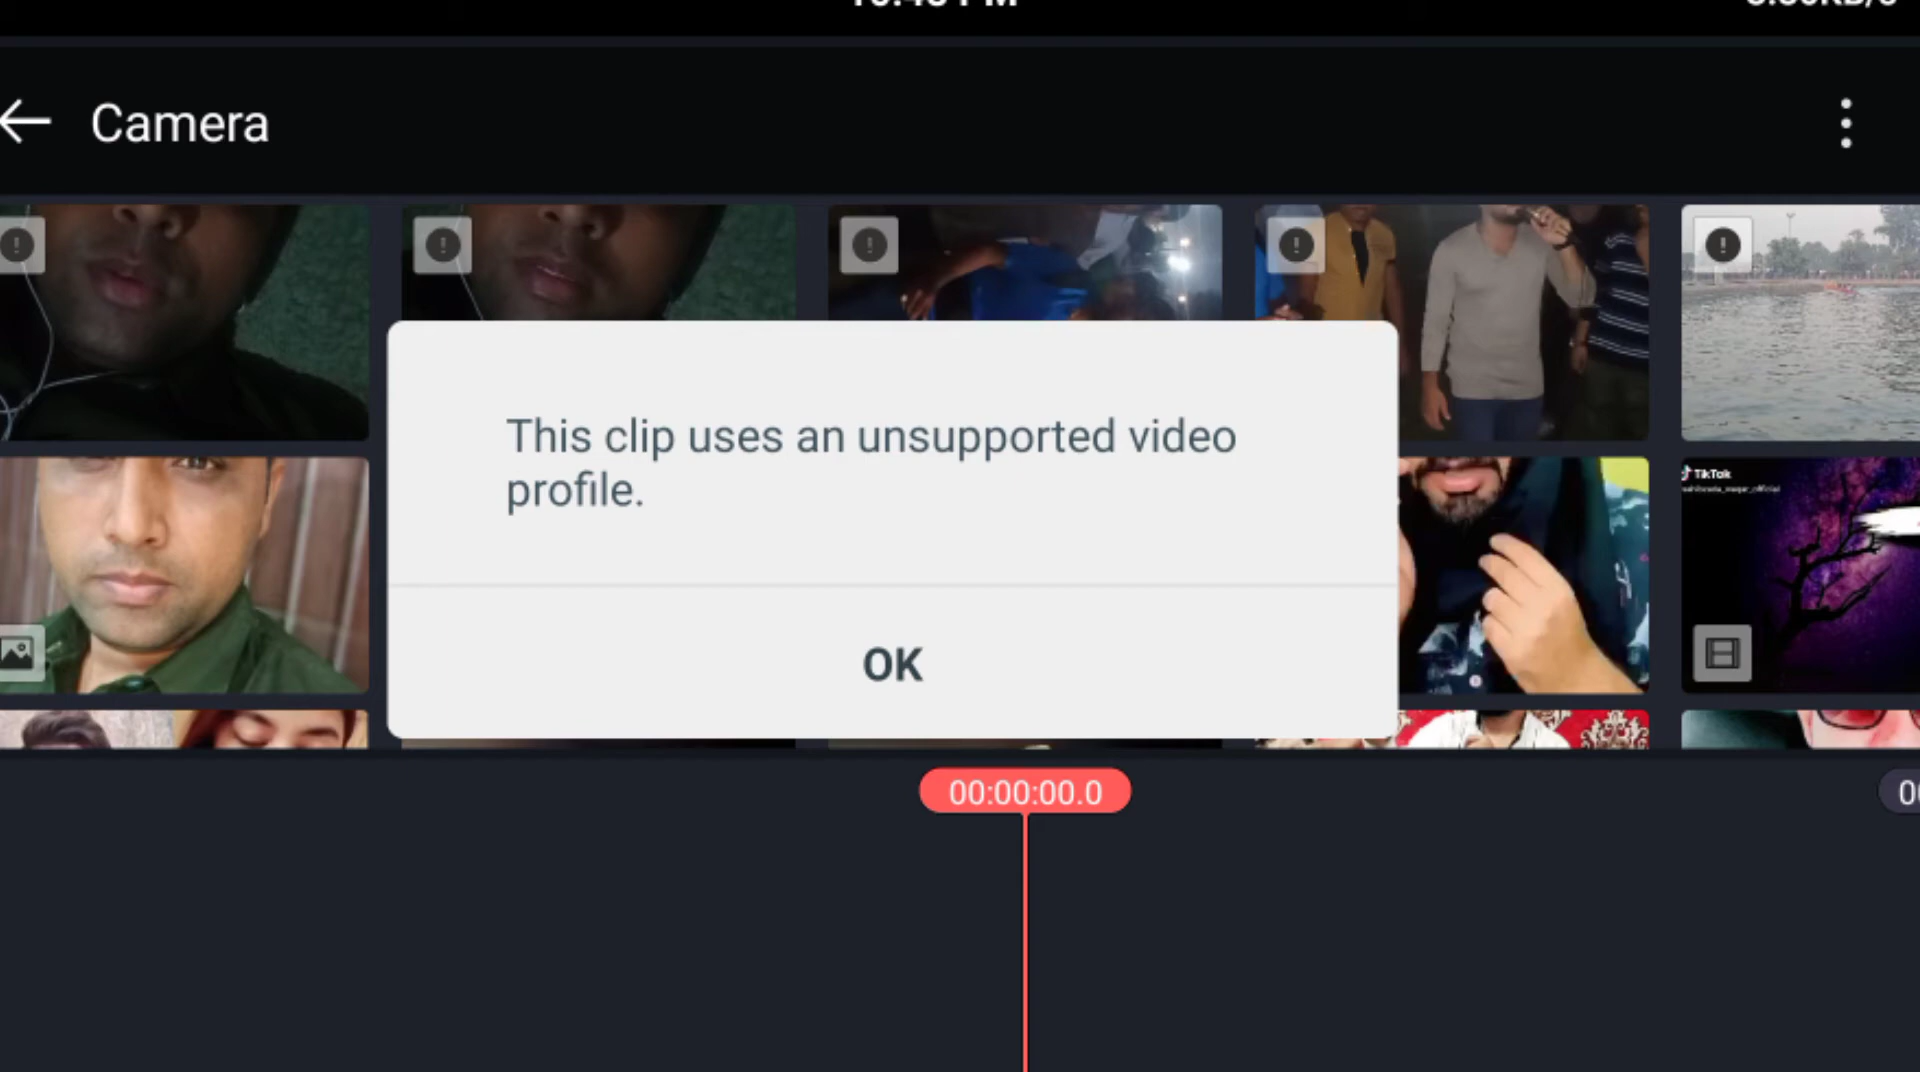 Camera
This clip uses an unsupported video
profile.
OK
TikTok
00:00:00.0